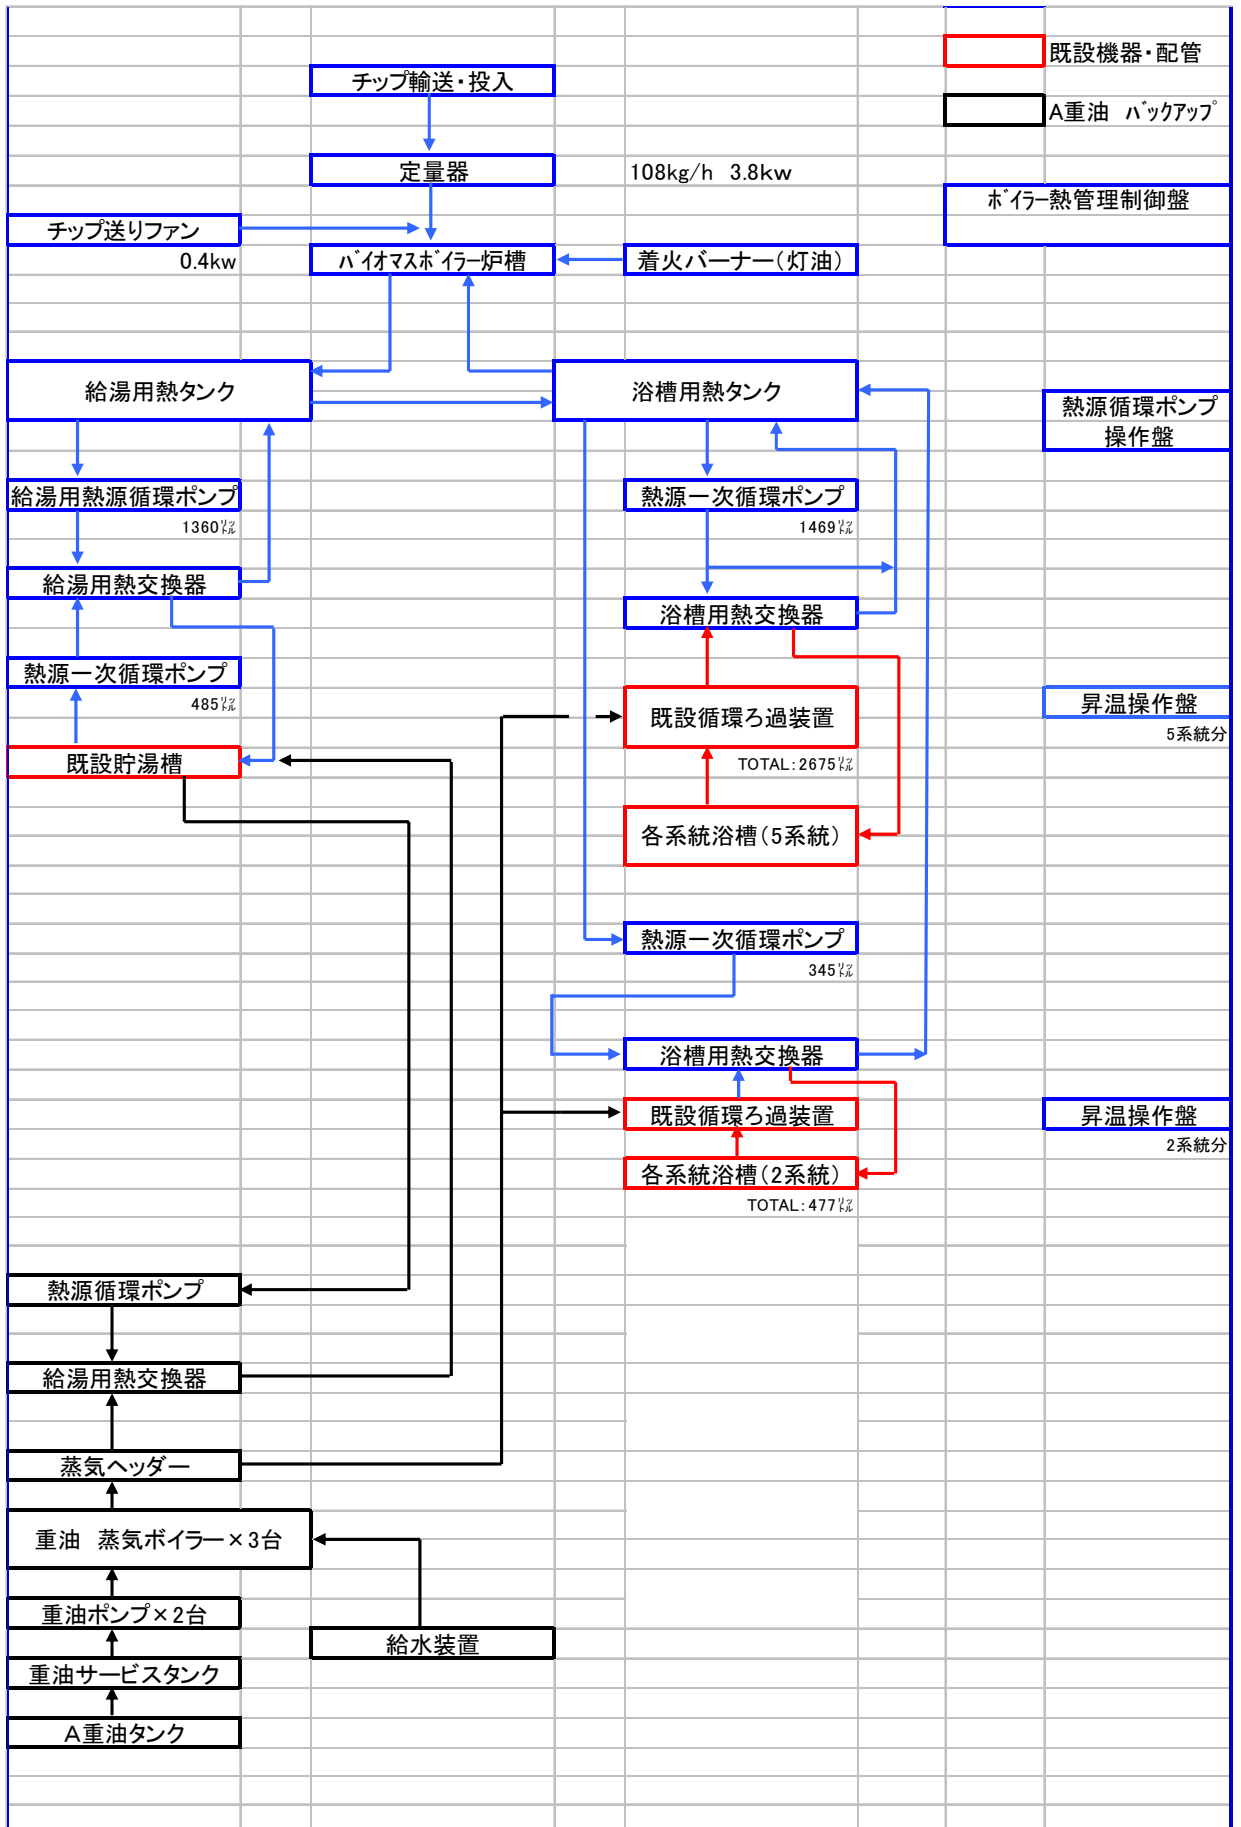 既設機器・配管
チップ輸送・投入
A重油 ﾊﾞｯｸｱｯﾌﾟ
定量器
108kg/h 3.8kw
ﾎﾞｲﾗｰ熱管理制御盤
チップ送りファン
0.4kw
ﾊﾞｲｵﾏｽﾎﾞｲﾗｰ炉槽
着火バーナー(灯油)
給湯用熱タンク
浴槽用熱タンク
熱源循環ポンプ
操作盤
給湯用熱源循環ポンプ
1360㍑
熱源一次循環ポンプ
1469㍑
給湯用熱交換器
浴槽用熱交換器
熱源一次循環ポンプ
485㍑
既設循環ろ過装置
TOTAL:2675㍑
昇温操作盤
5系統分
既設貯湯槽
各系統浴槽(5系統)
熱源一次循環ポンプ
345㍑
浴槽用熱交換器
既設循環ろ過装置
昇温操作盤
2系統分
各系統浴槽(2系統)
TOTAL:477㍑
熱源循環ポンプ
給湯用熱交換器
蒸気ヘッダー
重油 蒸気ボイラー×3台
重油ポンプ×2台
給水装置
重油サービスタンク
A重油タンク